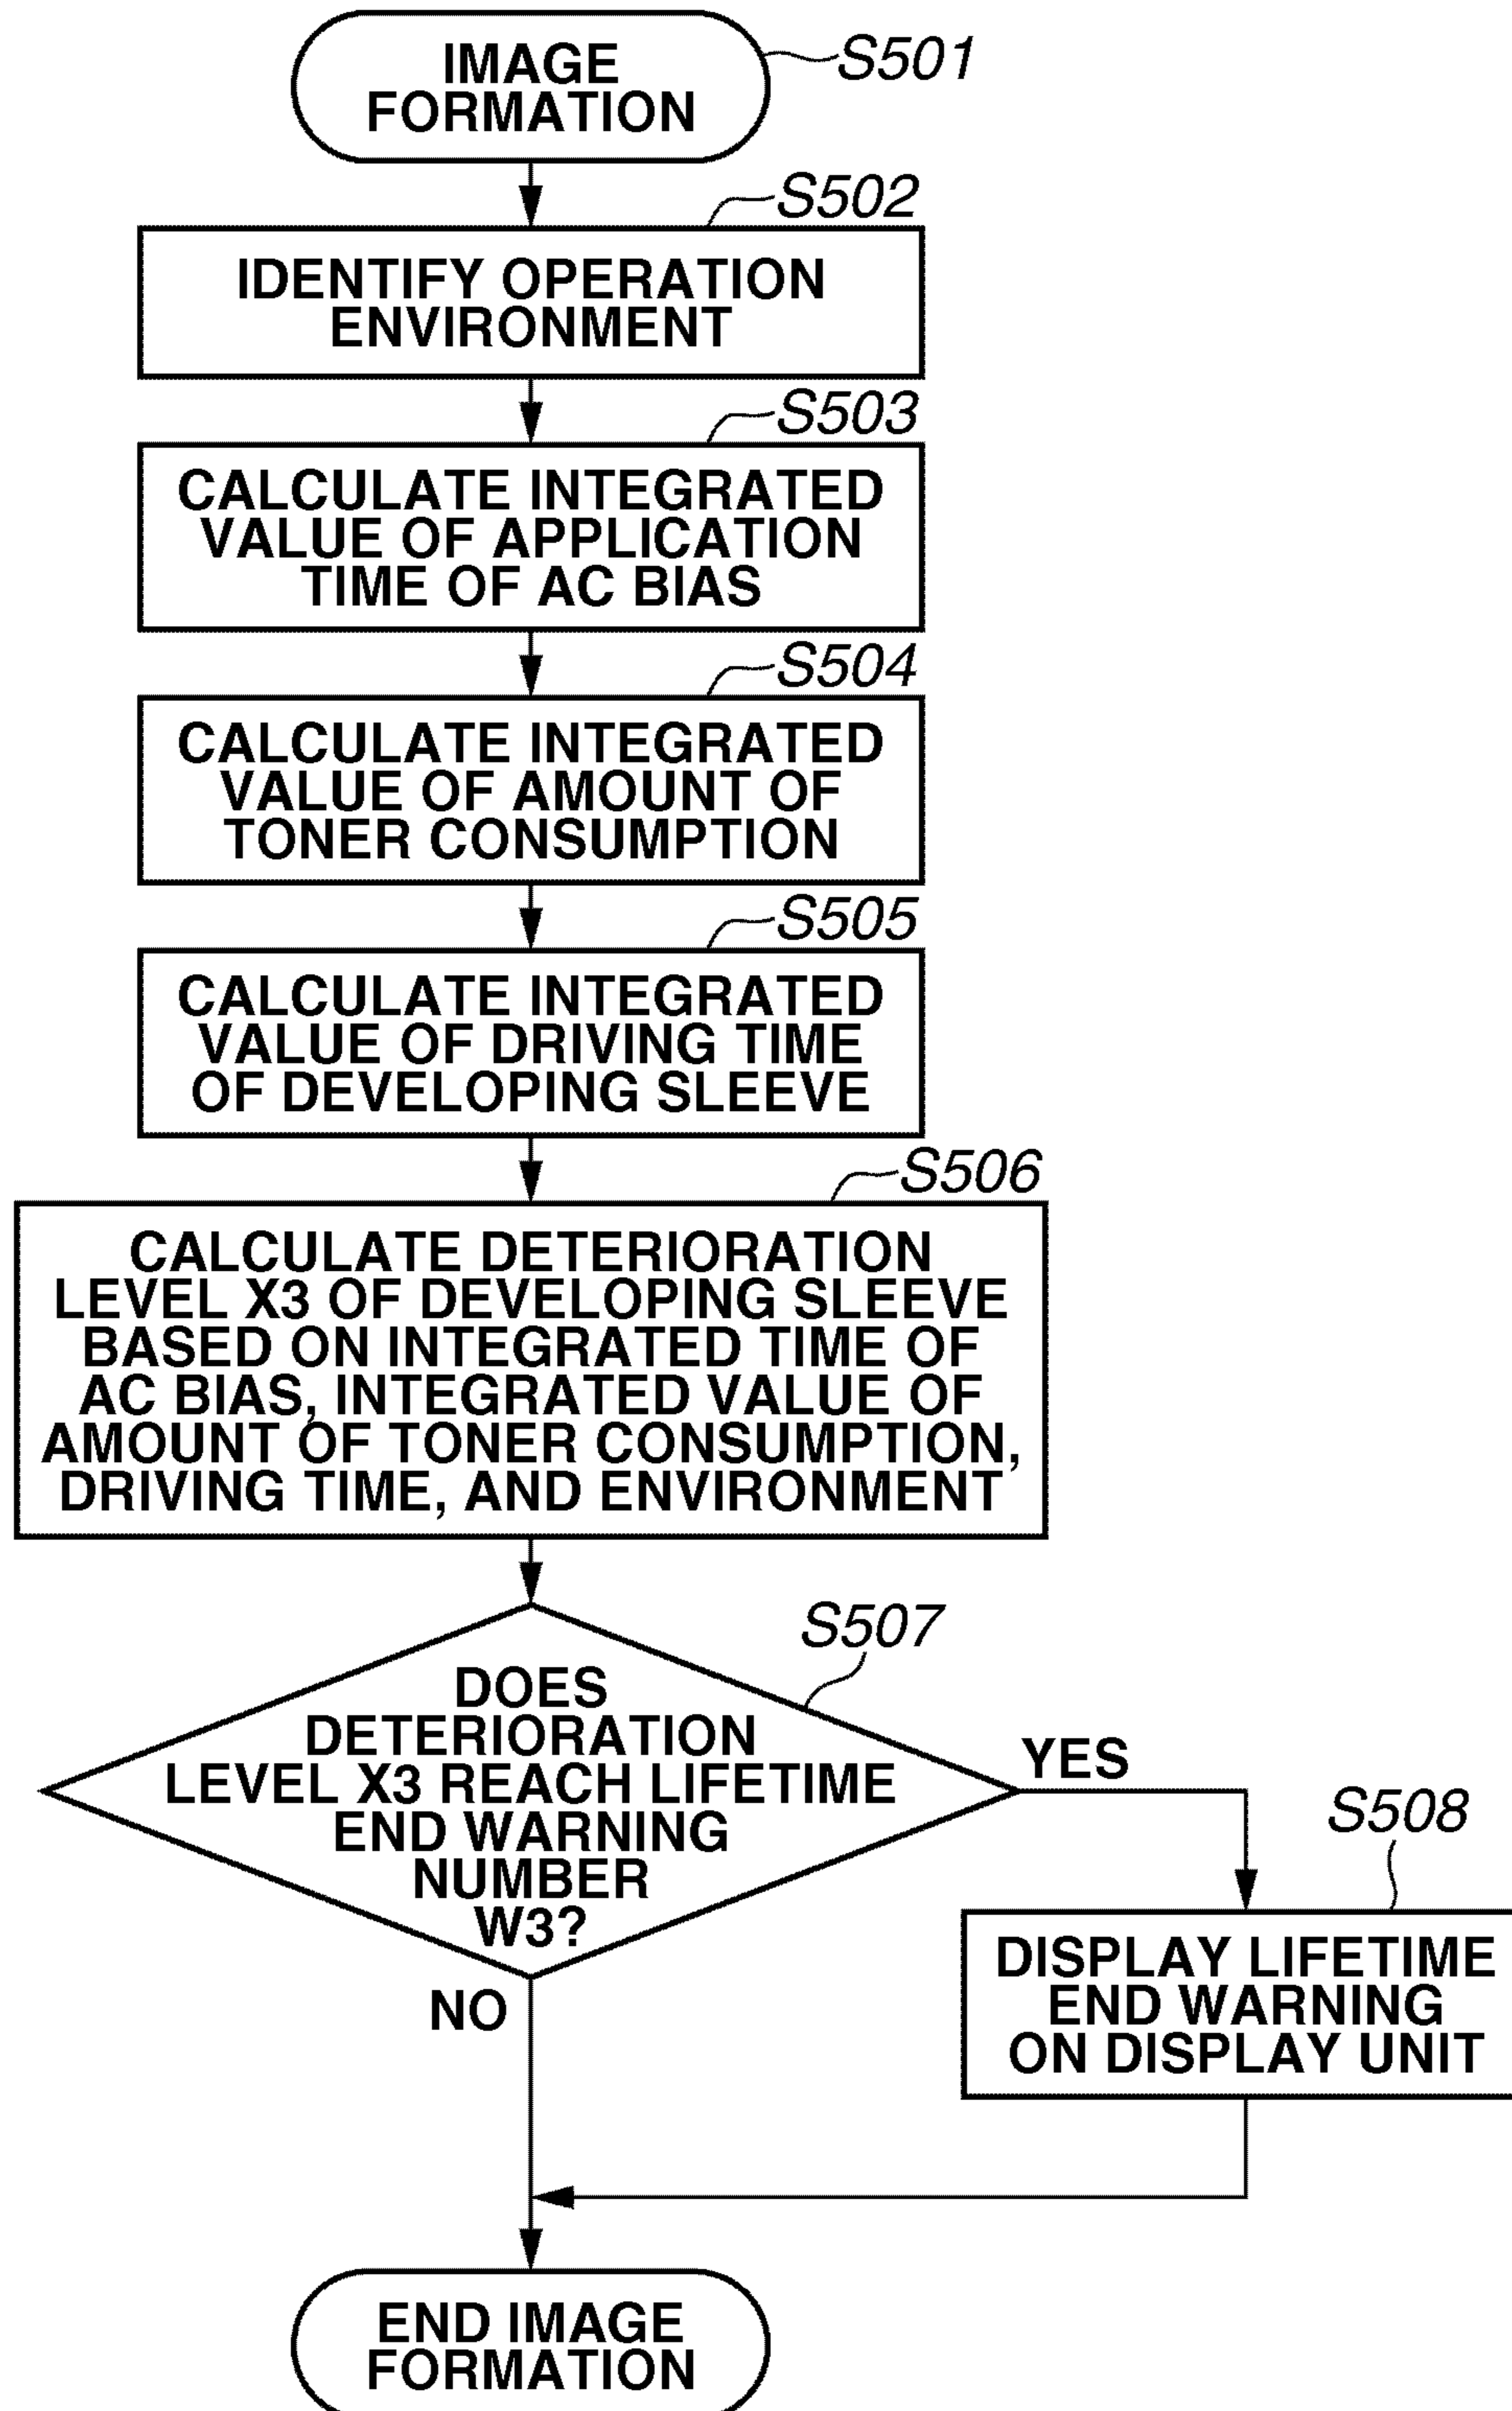 IMAGE
FORMATION
S501
S502
IDENTIFY OPERATION
ENVIRONMENT
S503
CALCULATE INTEGRATED
VALUE OF APPLICATION
TIME OF AC BIAS
S504
CALCULATE INTEGRATED
VALUE OF AMOUNT OF
TONER CONSUMPTION
S505
CALCULATE INTEGRATED
VALUE OF DRIVING TIME
OF DEVELOPING SLEEVE
S506
CALCULATE DETERIORATION
LEVEL X3 OF DEVELOPING SLEEVE
BASED ON INTEGRATED TIME OF
AC BIAS, INTEGRATED VALUE OF
AMOUNT OF TONER CONSUMPTION,
DRIVING TIME, AND ENVIRONMENT
S507
DOES
DETERIORATION
LEVEL X3 REACH LIFETIME
END WARNING
NUMBER
W3?
YES
S508
DISPLAY LIFETIME
END WARNING
ON DISPLAY UNIT
NO
END IMAGE
FORMATION